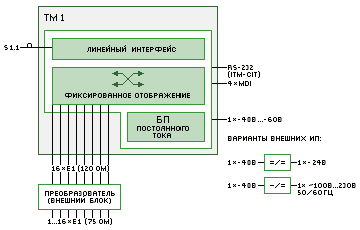 TM 1
S1.1
ЛИНЕЙНЫЙ ИНТЕРФЕЙС
ФИКСИРОВАННОЕ ОТОБРАЖЕНИЕ
RS-232
(ITM-CIT)
4×MDI
БП
ПОСТОЯННОГО
ТОКА
1×-40В...-60В
ВАРИАНТЫ ВНЕШНИХ ИП:
1×-40В =/= 1×-24В
1×-40В ~/= 1× ~100В...230В
50/60ГЦ
16×E1 (120 ОМ)
ПРЕОБРАЗОВАТЕЛЬ
(ВНЕШНИЙ БЛОК)
1...16×E1 (75 ОМ)